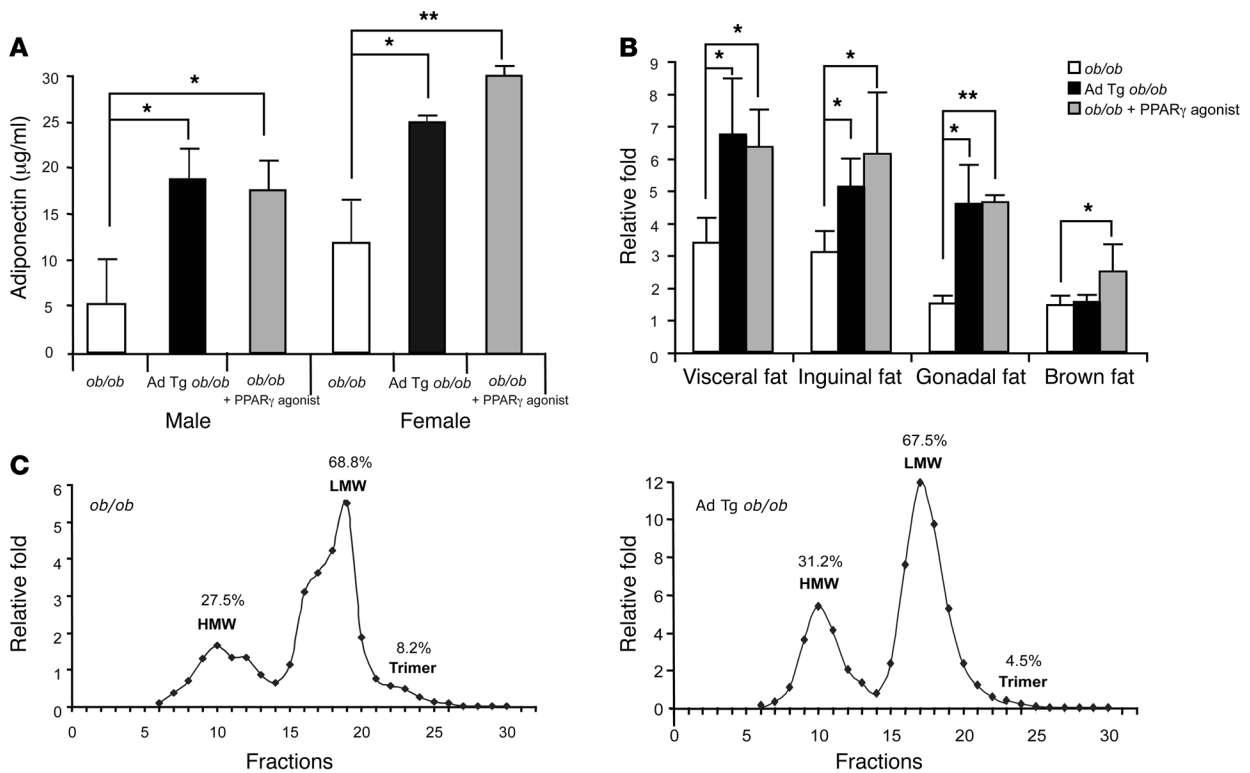 A
Adiponectin (μg/ml)
**
*
*
*
30
25
20
15
10
5
0
ob/ob
Ad Tg ob/ob
ob/ob
+ PPARγ agonist
ob/ob
Ad Tg ob/ob
ob/ob
+ PPARγ agonist
Male
Female
B
Relative fold
9
8
7
6
5
4
3
2
1
0
*
*
*
*
**
*
*
ob/ob
Ad Tg ob/ob
ob/ob + PPARγ agonist
Visceral fat
Inguinal fat
Gonadal fat
Brown fat
C
Relative fold
6
5
4
3
2
1
0
ob/ob
27.5%
HMW
68.8%
LMW
8.2%
Trimer
0 5 10 15 20 25 30
Fractions
Relative fold
12
10
8
6
4
2
0
Ad Tg ob/ob
31.2%
HMW
67.5%
LMW
4.5%
Trimer
0 5 10 15 20 25 30
Fractions